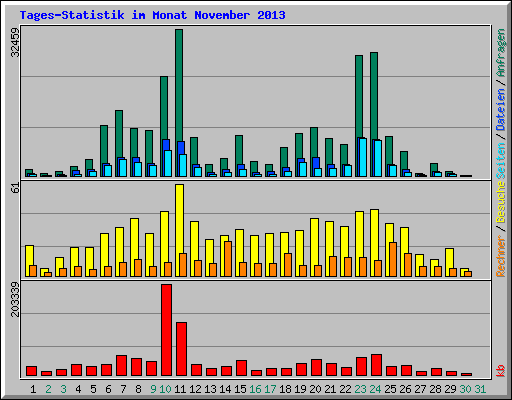 Tages-Statistik im Monat November 2013
32459
61
203339
Rechner / Besuche Seiten / Dateien / Anfragen
kb
1 2 3 4 5 6 7 8 9 10 11 12 13 14 15 16 17 18 19 20 21 22 23 24 25 26 27 28 29 30 31